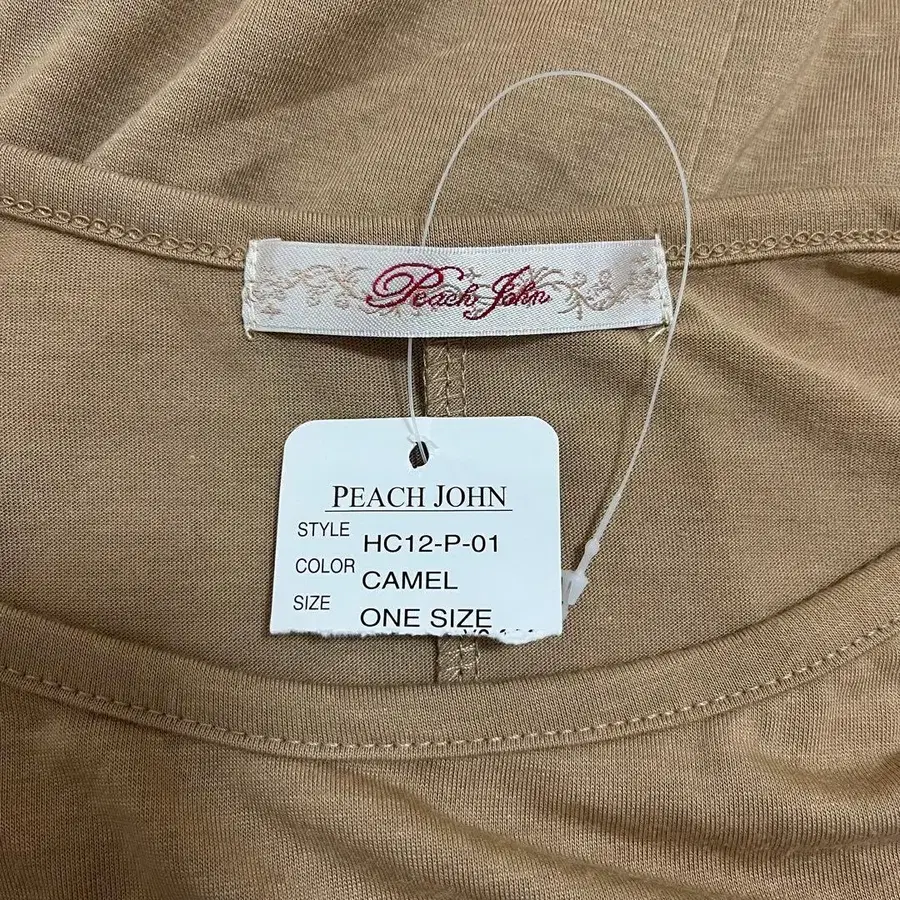 Peach John
PEACH JOHN
STYLE HC12-P-01
COLOR CAMEL
SIZE ONE SIZE